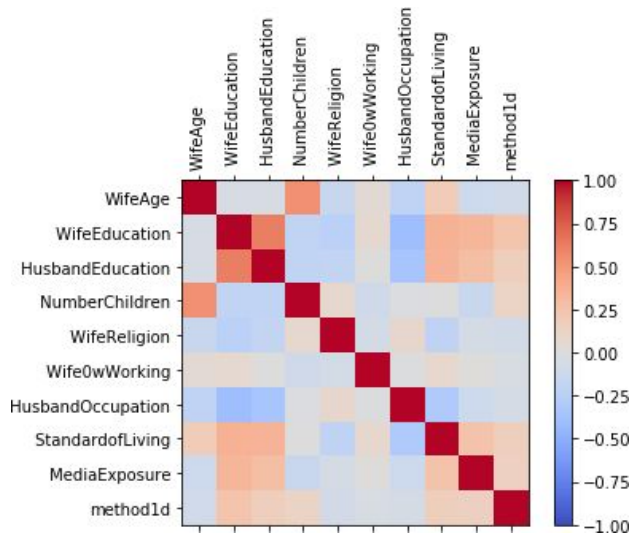 WifeAge
WifeEducation
HusbandEducation
NumberChildren
WifeReligion
Wife0wWorking
HusbandOccupation
StandardofLiving
MediaExposure
method1d
WifeAge
WifeEducation
HusbandEducation
NumberChildren
WifeReligion
Wife0wWorking
HusbandOccupation
StandardofLiving
MediaExposure
method1d
1.00
0.75
0.50
0.25
0.00
−0.25
−0.50
−0.75
−1.00